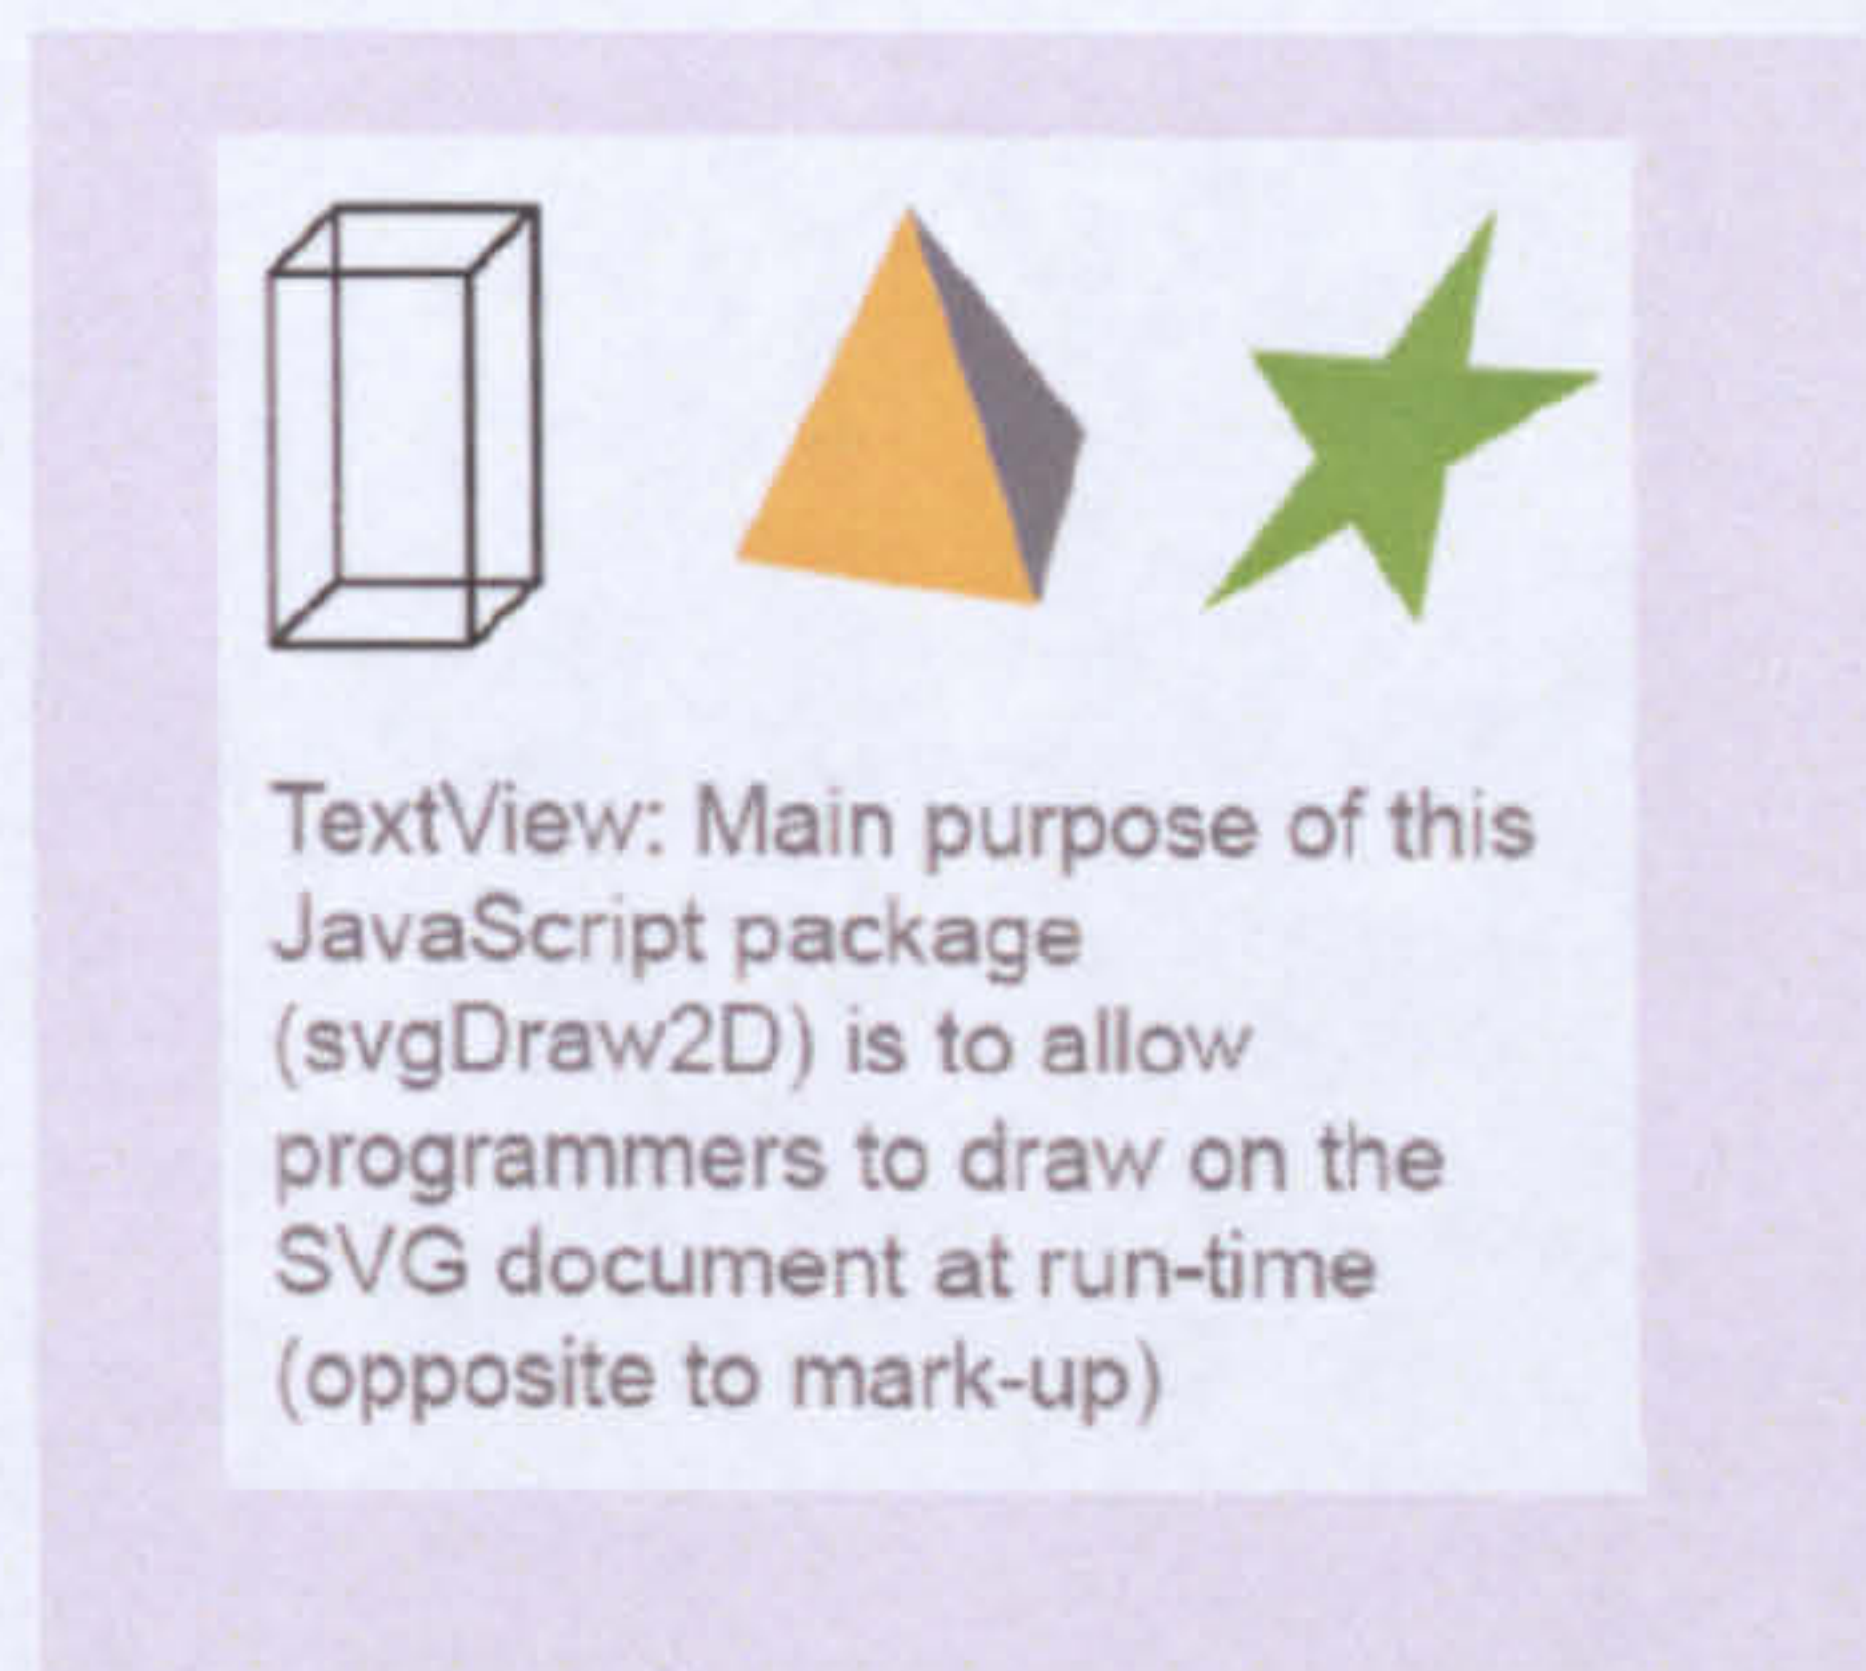 TextView: Main purpose of this
JavaScript package
(svgDraw2D) is to allow
programmers to draw on the
SVG document at run-time
(opposite to mark-up)